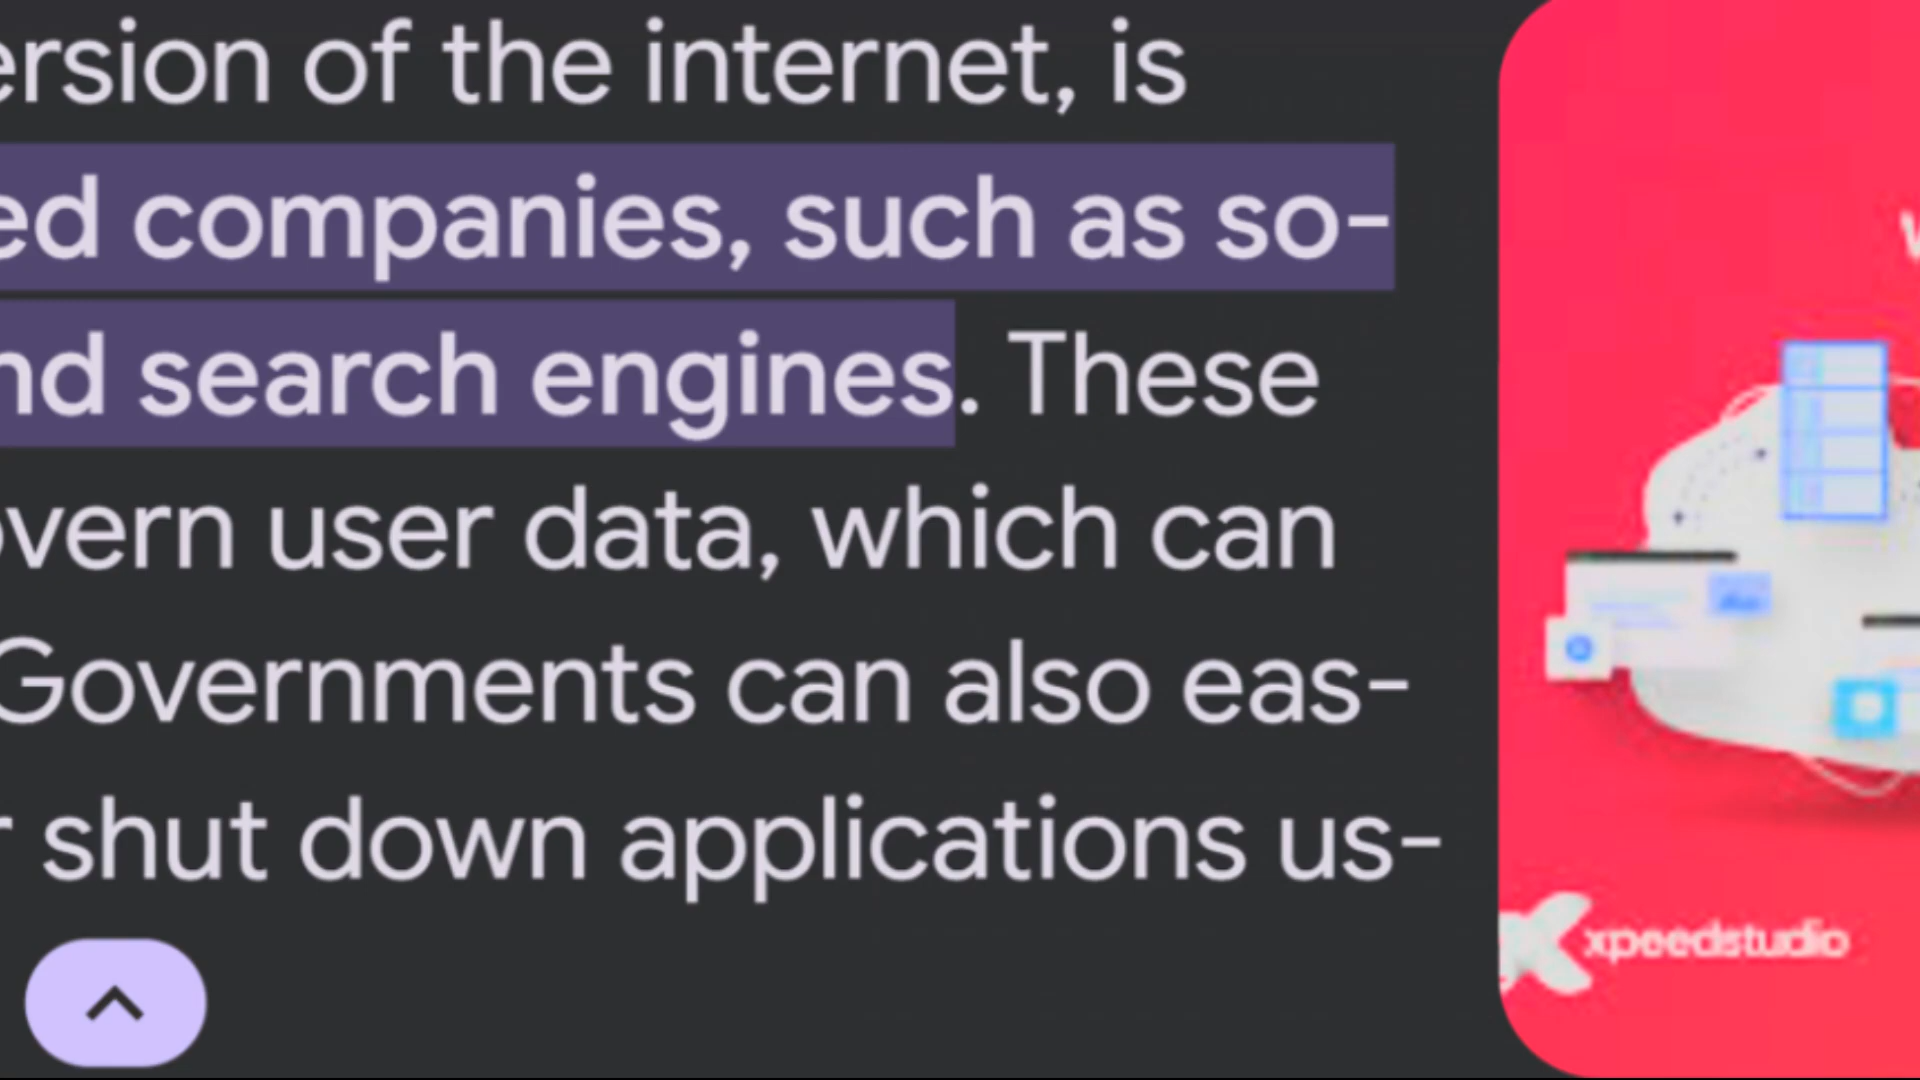 ersion of the internet, is
ed companies, such as so-
nd search engines. These
overn user data, which can
Governments can also eas-
r shut down applications us-
xpeedstudio